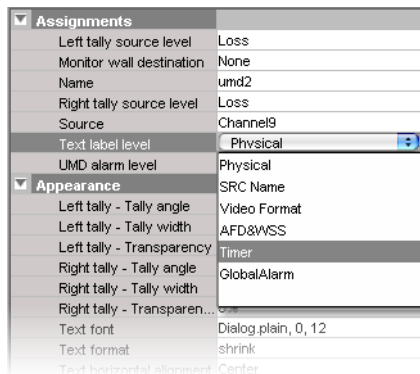 Assignments
Left tally source level Loss
Monitor wall destination None
Name umd2
Right tally source level Loss
Source Channel9
Text label level Physical
UMD alarm level Physical
Appearance SRC Name
Left tally - Tally angle Video Format
Left tally - Tally width AFD&WSS
Left tally - Transparency Timer
Right tally - Tally angle GlobalAlarm
Right tally - Tally width
Right tally - Transparen...
Text font Dialog.plain, 0, 12
Text format shrink
Text horizontal alignment Center